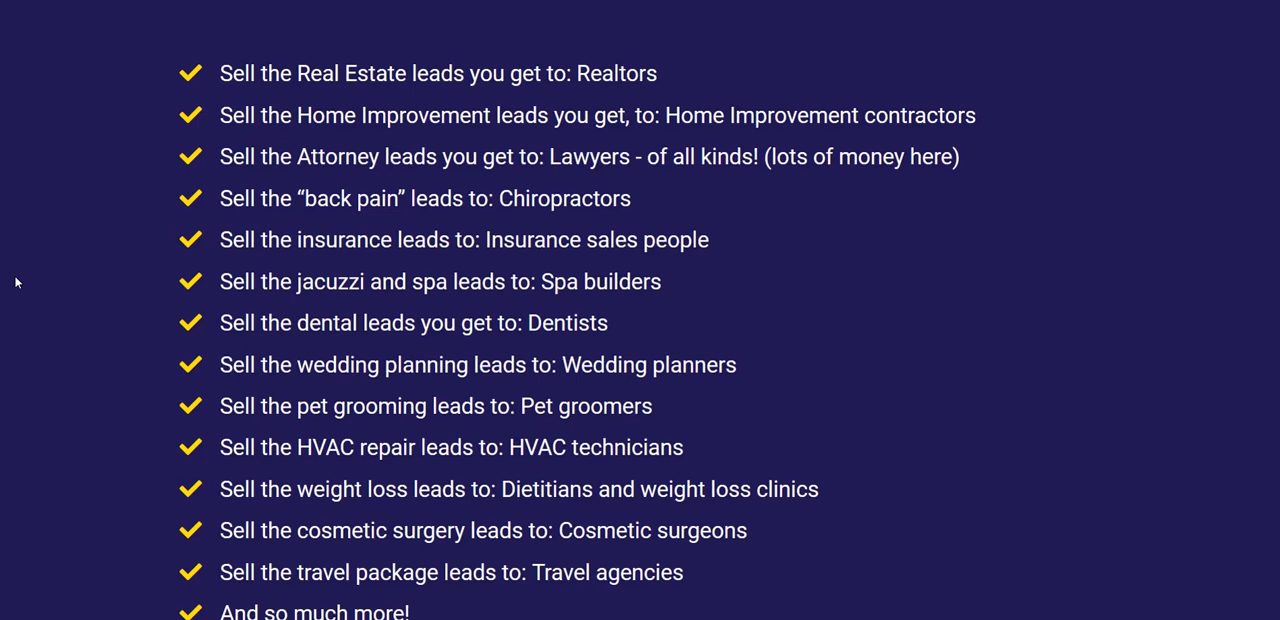 Sell the Real Estate leads you get to: Realtors
Sell the Home Improvement leads you get, to: Home Improvement contractors
Sell the Attorney leads you get to: Lawyers - of all kinds! (lots of money here)
Sell the “back pain” leads to: Chiropractors
Sell the insurance leads to: Insurance sales people
Sell the jacuzzi and spa leads to: Spa builders
Sell the dental leads you get to: Dentists
Sell the wedding planning leads to: Wedding planners
Sell the pet grooming leads to: Pet groomers
Sell the HVAC repair leads to: HVAC technicians
Sell the weight loss leads to: Dietitians and weight loss clinics
Sell the cosmetic surgery leads to: Cosmetic surgeons
Sell the travel package leads to: Travel agencies
And so much more!